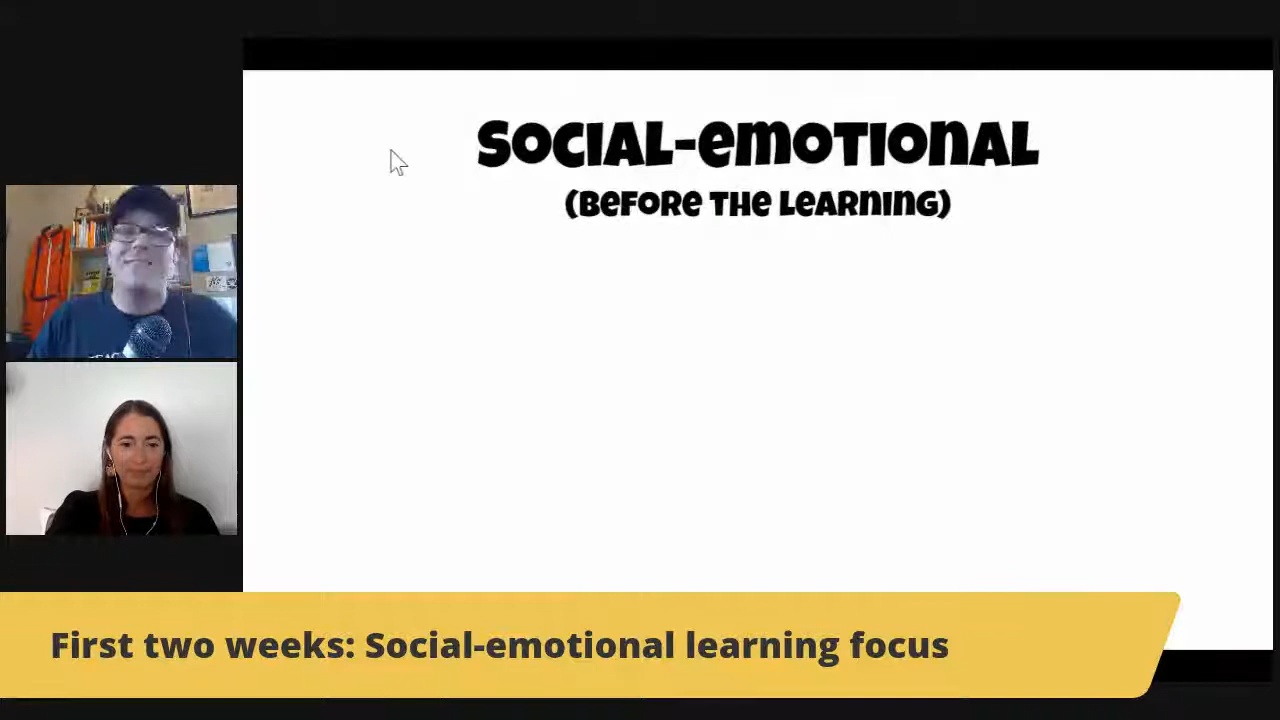 Social-emotional
(Before the learning)
First two weeks: Social-emotional learning focus